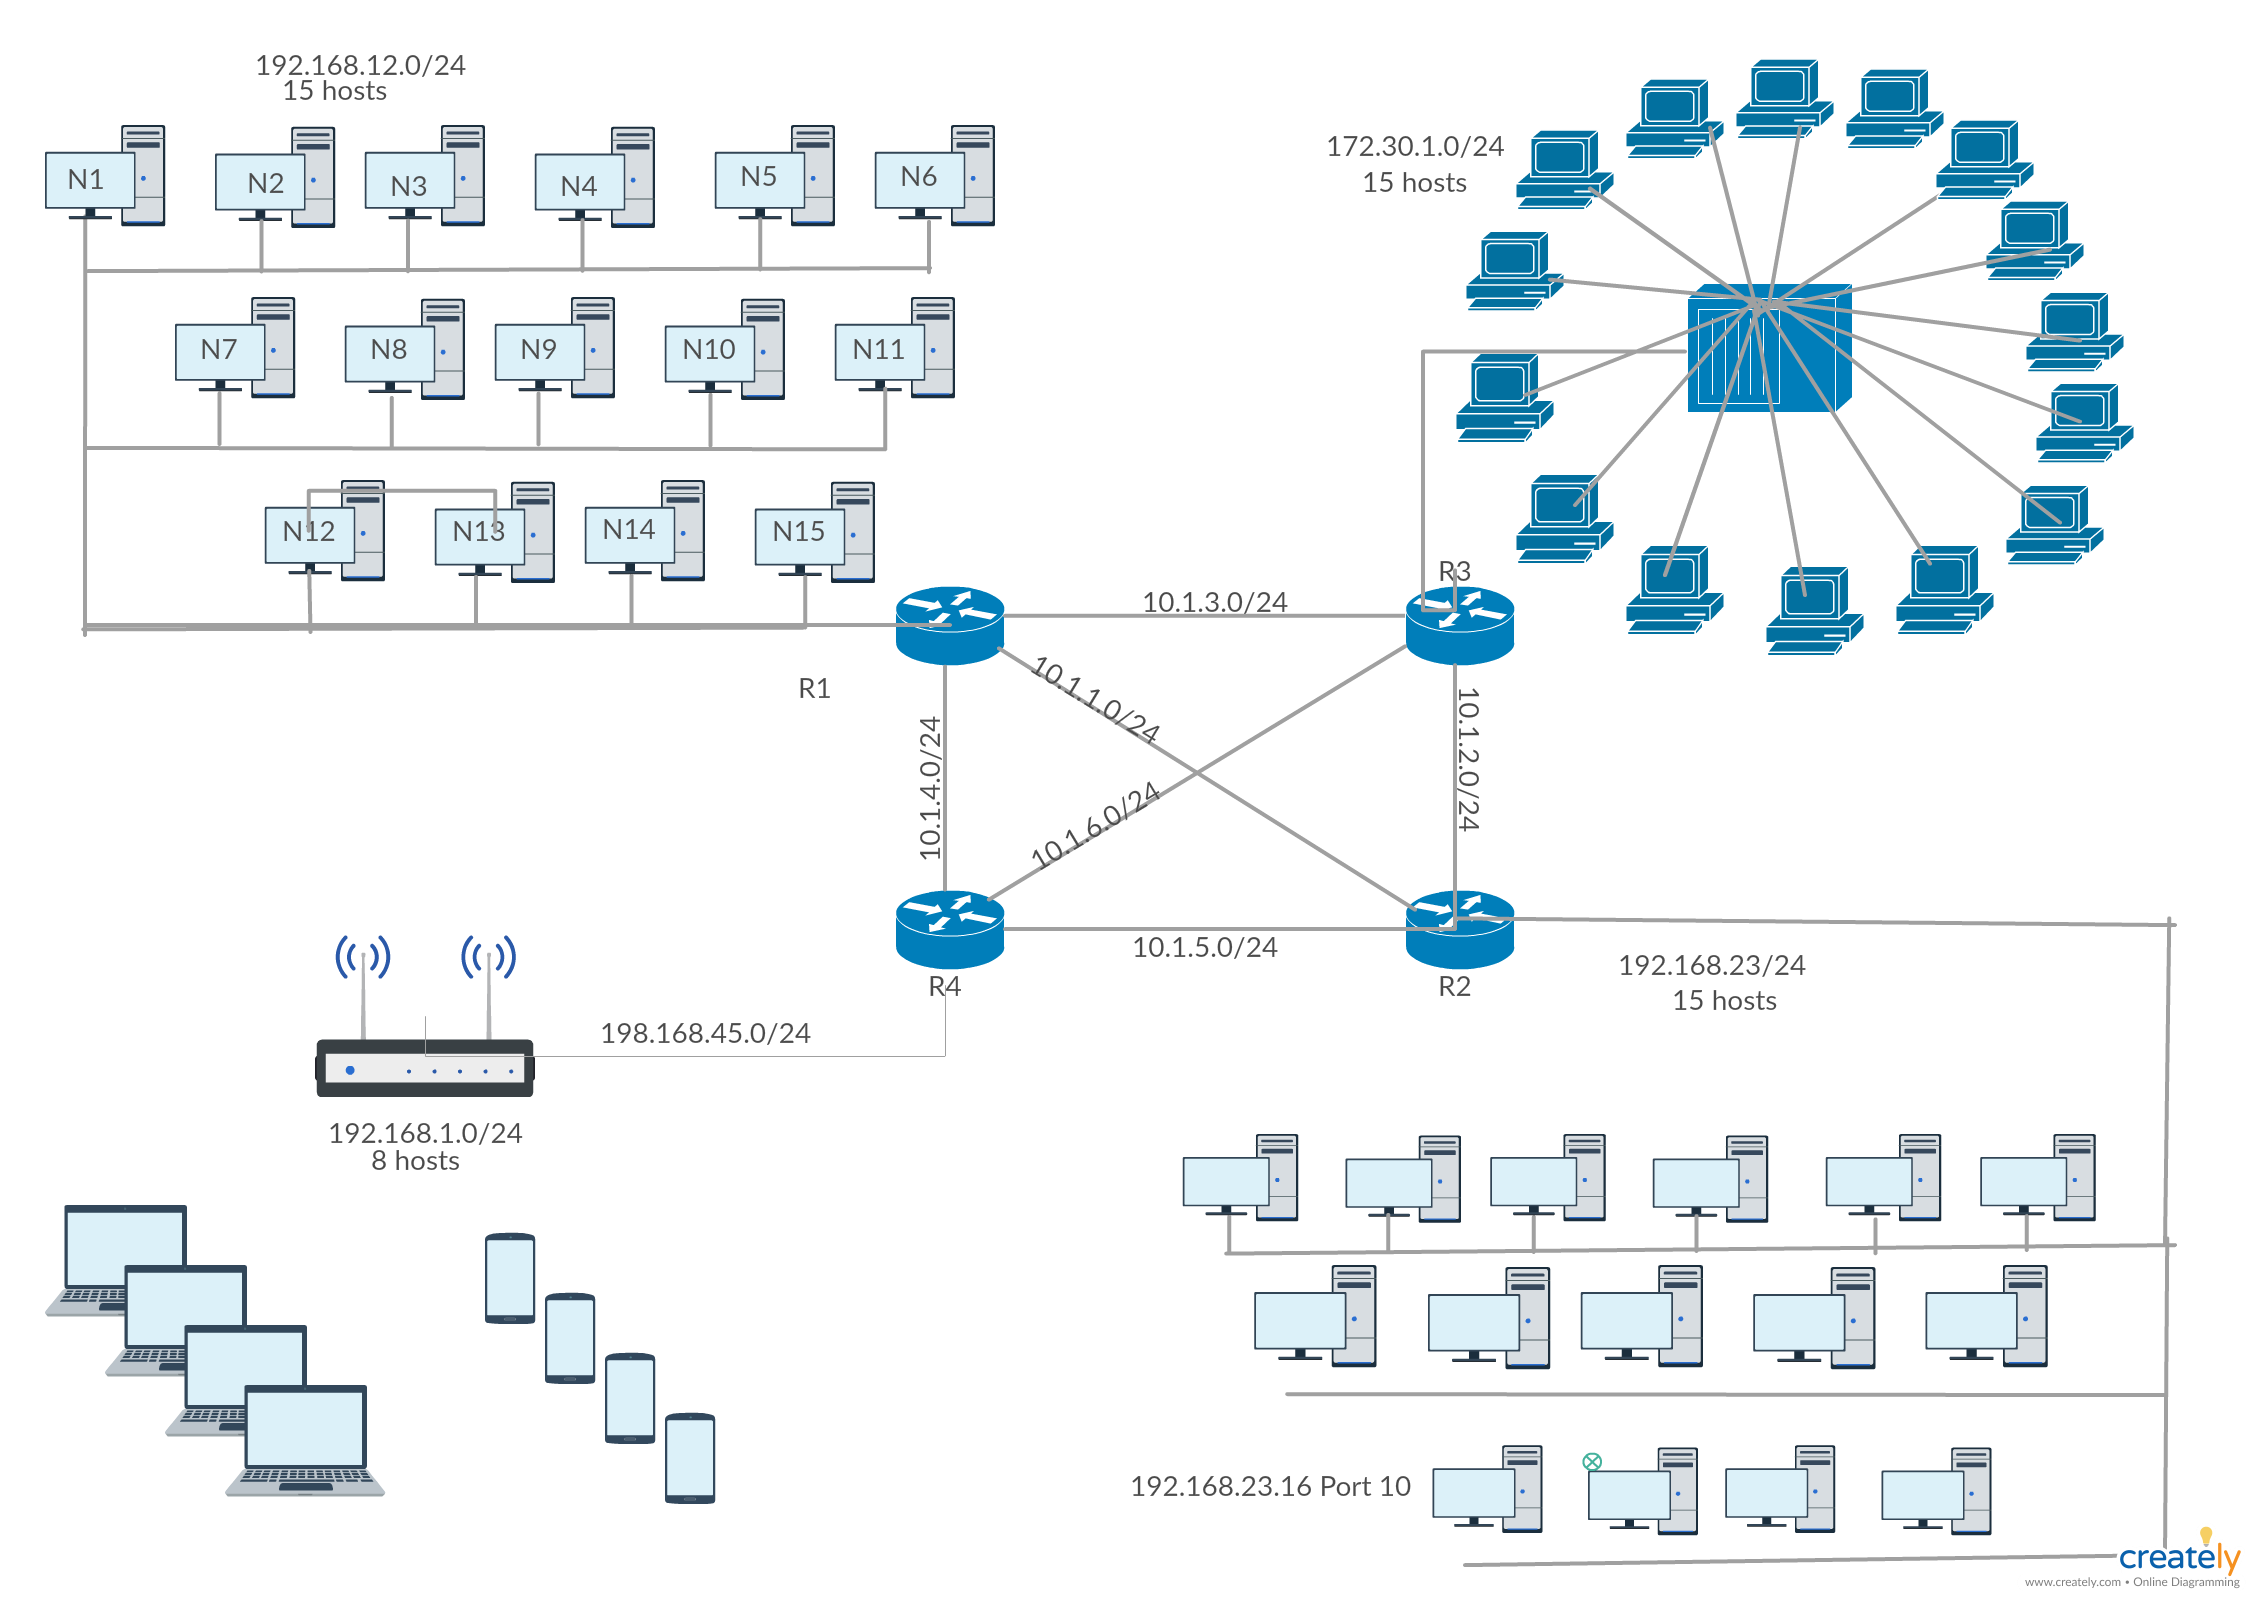 192.168.12.0/24
15 hosts
N1
N2
N3
N4
N5
N6
N7
N8
N9
N10
N11
N12
N13
N14
N15
172.30.1.0/24
15 hosts
R3
10.1.3.0/24
R1
10.1.1.0/24
10.1.4.0/24
10.1.2.0/24
10.1.6.0/24
10.1.5.0/24
R4
R2
192.168.23/24
15 hosts
198.168.45.0/24
192.168.1.0/24
8 hosts
192.168.23.16 Port 10
creately
www.creately.com • Online Diagramming